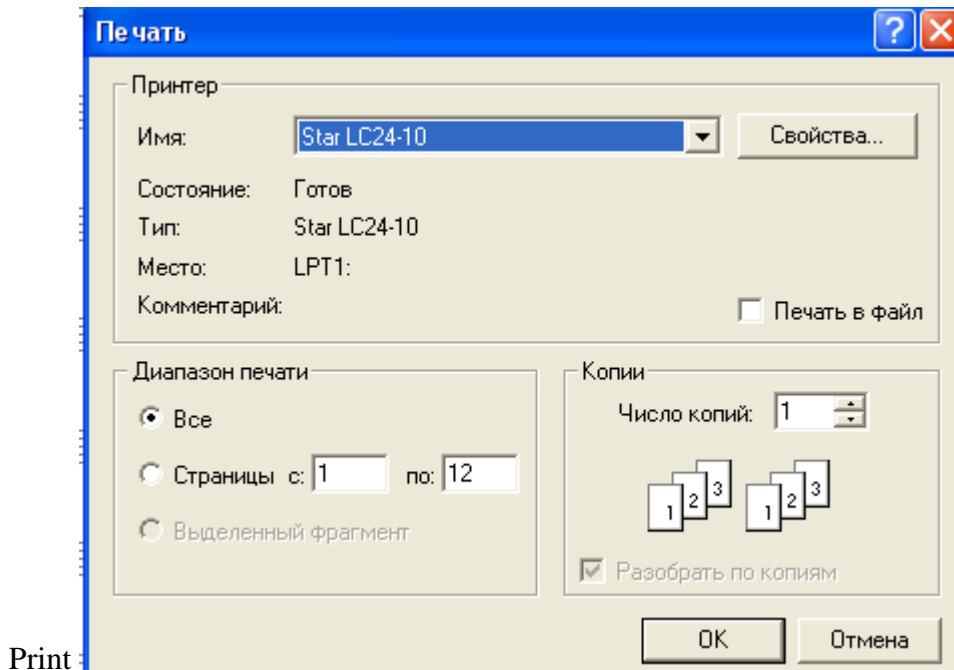 Печать
Принтер
Имя: Star LC24-10 Свойства...
Состояние: Готов
Тип: Star LC24-10
Место: LPT1:
Комментарий:
Печать в файл
Диапазон печати
Все
Страницы с: 1 по: 12
Выделенный фрагмент
Копии
Число копий: 1
1 2 3 1 2 3
Разобрать по копиям
OK Отмена
Print